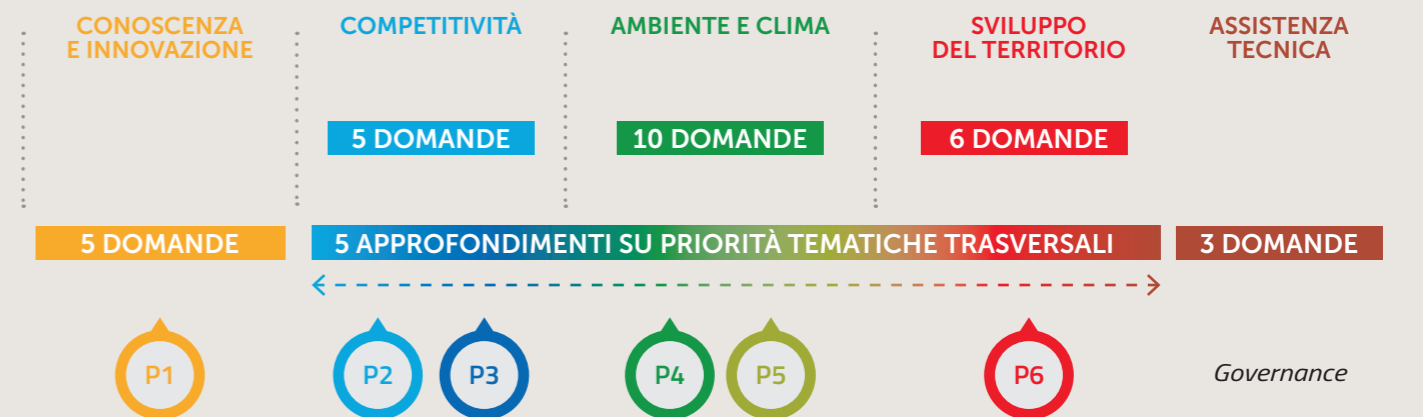 CONOSCENZA
E INNOVAZIONE
COMPETITIVITÀ
AMBIENTE E CLIMA
SVILUPPO
DEL TERRITORIO
ASSISTENZA
TECNICA
5 DOMANDE
10 DOMANDE
6 DOMANDE
5 DOMANDE
5 APPROFONDIMENTI SU PRIORITÀ TEMATICHE TRASVERSALI
3 DOMANDE
P1
P2
P3
P4
P5
P6
Governance